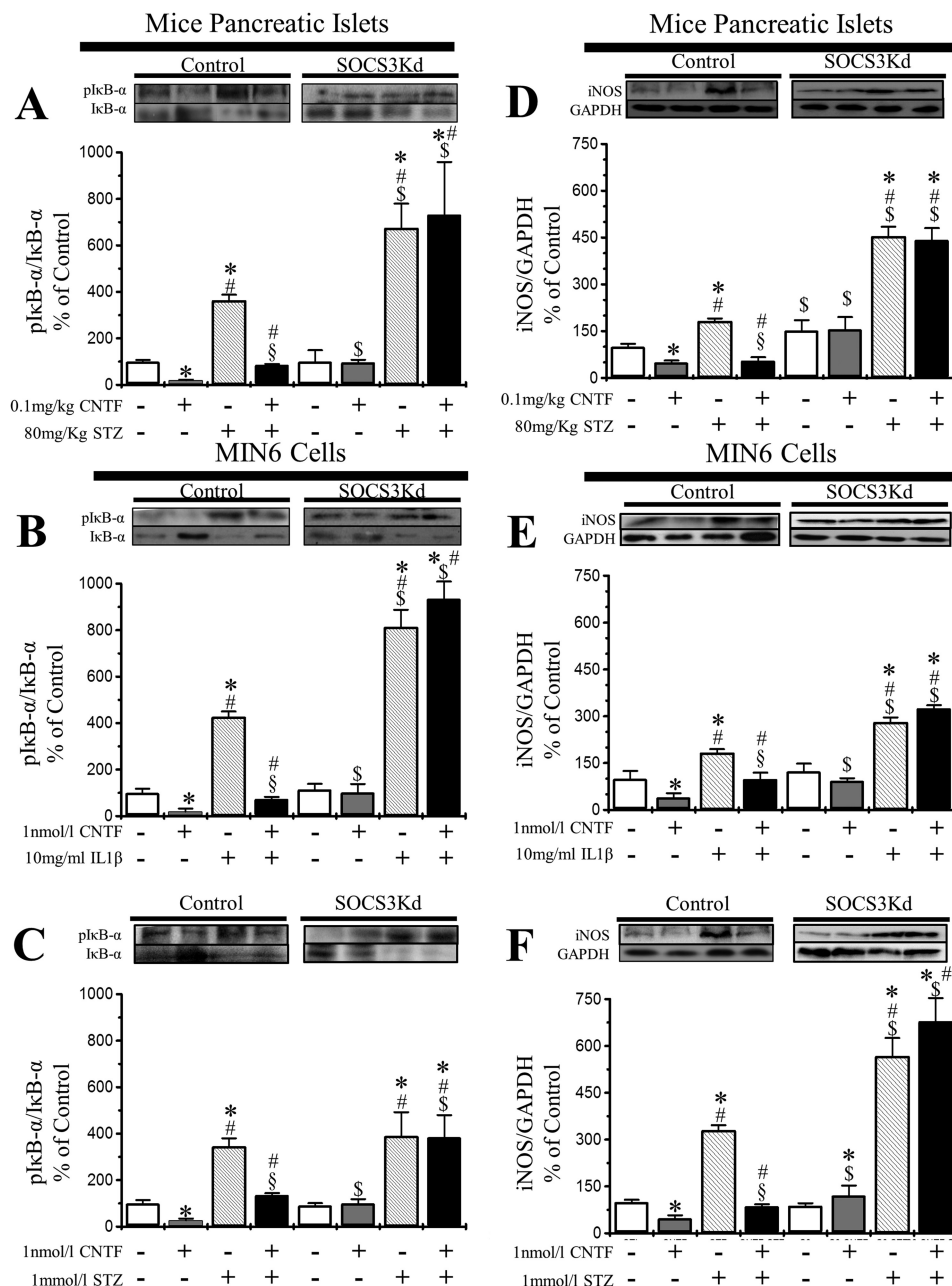 Mice Pancreatic Islets
Control SOCS3Kd
A
pIκB-α
IκB-α
pIκB-α/IκB-α
% of Control
1000
800
600
400
200
100
0
*
*
#
#
§
$
*
#
$
*#
$
0.1mg/kg CNTF - + - + - + - +
80mg/Kg STZ - - + + - - + +
MIN6 Cells
Control SOCS3Kd
B
pIκB-α
IκB-α
pIκB-α/IκB-α
% of Control
1000
800
600
400
200
100
0
*
*
#
#
§
$
*
#
$
* #
$
1nmol/l CNTF - + - + - + - +
10mg/ml IL1β - - + + - - + +
Control SOCS3Kd
C
pIκB-α
IκB-α
pIκB-α/IκB-α
% of Control
1000
800
600
400
200
100
0
*
*
#
#
§
$
*
#
*
#
$
1nmol/l CNTF - + - + - + - +
1mmol/l STZ - - + + - - + +
Mice Pancreatic Islets
Control SOCS3Kd
D
iNOS
GAPDH
iNOS/GAPDH
% of Control
750
600
450
300
150
0
*
*
#
#
§
$
$
*
#
$
*
#
$
0.1mg/kg CNTF - + - + - + - +
80mg/Kg STZ - - + + - - + +
MIN6 Cells
Control SOCS3Kd
E
iNOS
GAPDH
iNOS/GAPDH
% of Control
750
600
450
300
150
0
*
*
#
#
§
$
*
#
$
*
#
$
1nmol/l CNTF - + - + - + - +
10mg/ml IL1β - - + + - - + +
Control SOCS3Kd
F
iNOS
GAPDH
iNOS/GAPDH
% of Control
750
600
450
300
150
0
*
*
#
#
§
*
$
*
#
$
* #
$
1nmol/l CNTF - + - + - + - +
1mmol/l STZ - - + + - - + +